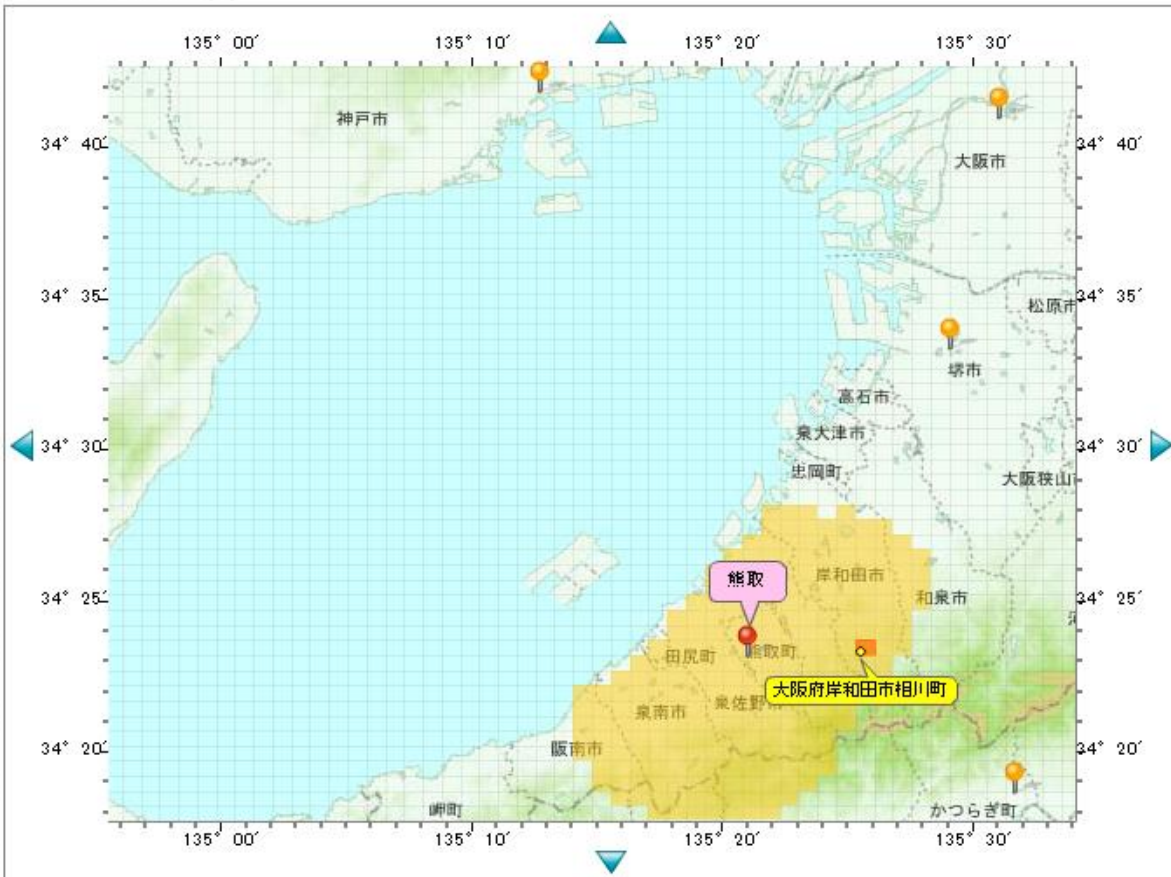 135° 00′ 135° 10′ 135° 20′ 135° 30′
神戸市
34° 40′ 34° 40′
大阪市
34° 35′ 34° 35′
松原市
堺市
高石市
泉大津市
34° 30′ 34° 30′
忠岡町
大阪狭山市
熊取
岸和田市
34° 25′ 和泉市 34° 25′
田尻町 熊取町
大阪府岸和田市相川町
泉南市 泉佐野市
阪南市
34° 20′ 34° 20′
岬町 かつらぎ町
135° 00′ 135° 10′ 135° 20′ 135° 30′